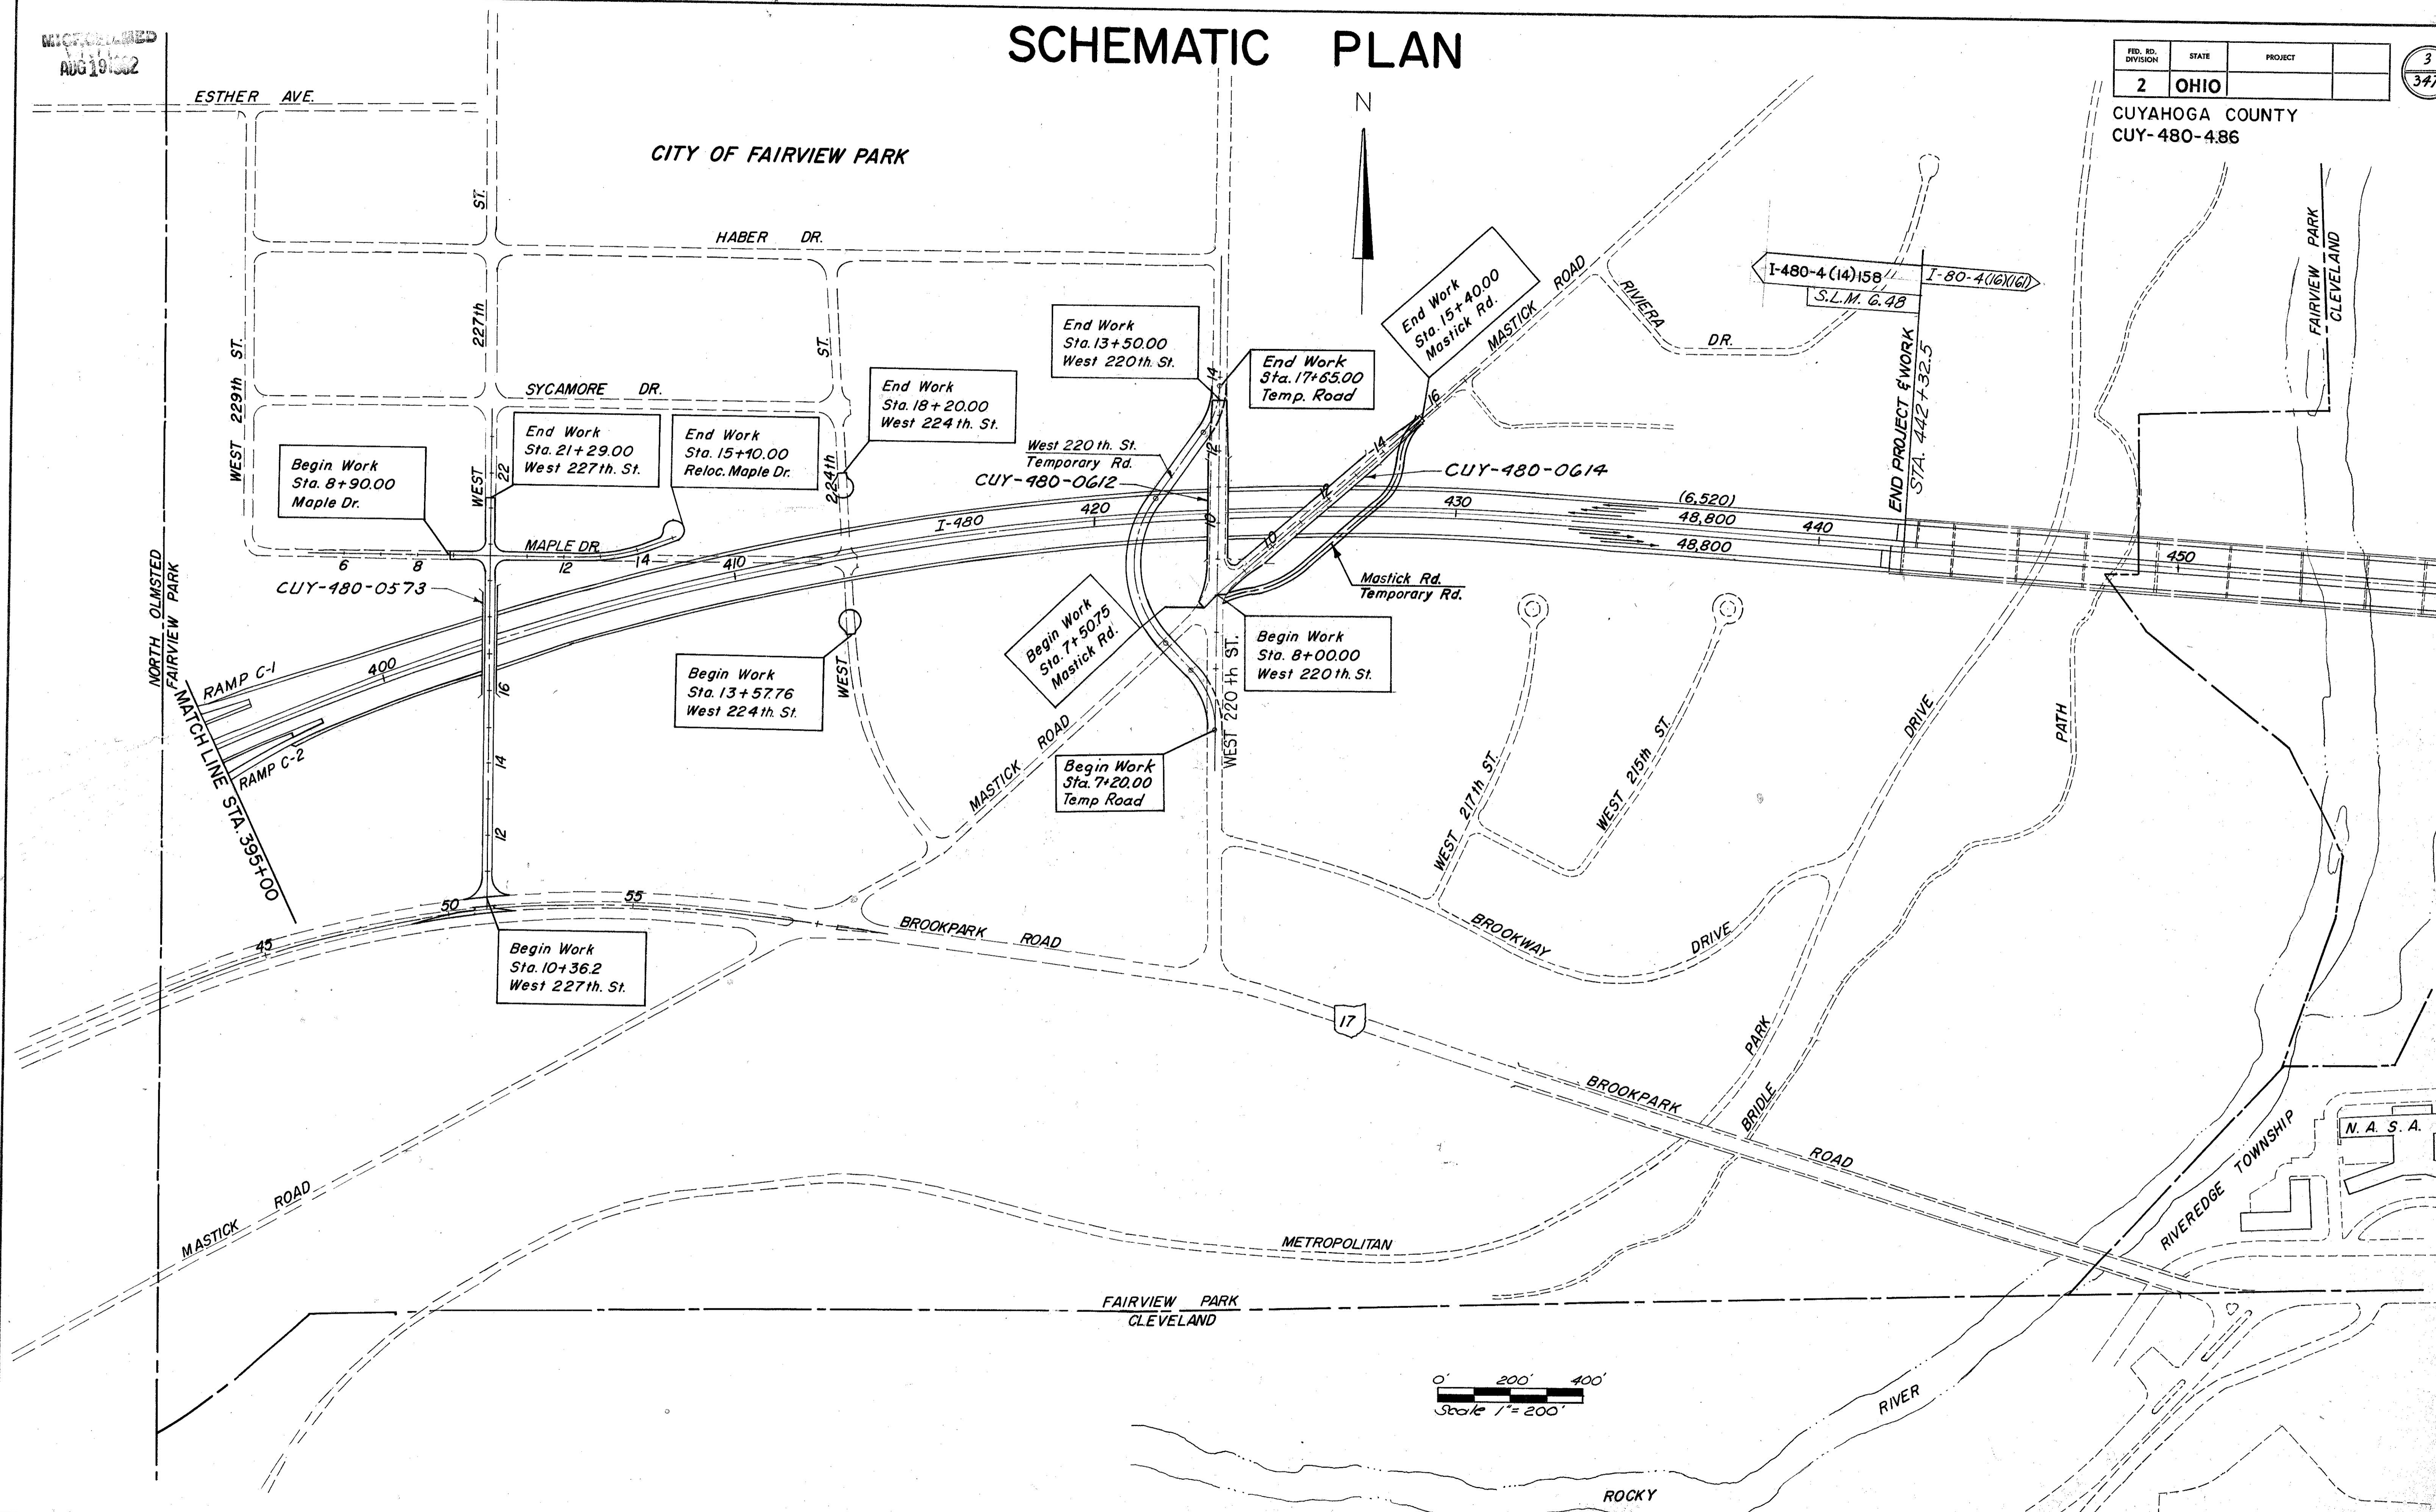 SCHEMATIC PLAN
AUG 19 1982
FED. RD. DIVISION
STATE
PROJECT
2
OHIO
3
CUYAHOGA COUNTY
CUY-480-4.86
ESTHER AVE.
CITY OF FAIRVIEW PARK
N
ST.
HABER DR.
227th
WEST 229th ST.
ST.
SYCAMORE DR.
224th
WEST
22
End Work
Sta. 13+50.00
West 220th. St.
End Work
Sta. 17+65.00
Temp. Road
End Work
Sta. 15+40.00
Mastick Rd.
MASTICK ROAD
RIVIERA DR.
I-480-4(14)158
I-80-4(16)(161)
S.L.M. 6.48
END PROJECT & WORK
STA. 442+32.5
FAIRVIEW PARK
CLEVELAND
End Work
Sta. 18+20.00
West 224th. St.
End Work
Sta. 21+29.00
West 227th. St.
End Work
Sta. 15+40.00
Reloc. Maple Dr.
Begin Work
Sta. 8+90.00
Maple Dr.
West 220th. St.
Temporary Rd.
CUY-480-0612
CUY-480-0614
14
12
10
16
14
12
10
I-480
420
430
(6,520)
48,800
440
48,800
450
MAPLE DR.
6
8
12
14
410
CUY-480-0573
NORTH OLMSTED
FAIRVIEW PARK
RAMP C-1
400
RAMP C-2
MATCH LINE STA. 395+00
16
14
12
Mastick Rd.
Temporary Rd.
Begin Work
Sta. 7+50.75
Mastick Rd.
Begin Work
Sta. 8+00.00
West 220th. St.
Begin Work
Sta. 13+57.76
West 224th. St.
WEST
WEST 220th ST.
MASTICK ROAD
Begin Work
Sta. 7+20.00
Temp Road
WEST 217th ST.
WEST 215th ST.
DRIVE
PATH
45
50
55
BROOKPARK ROAD
BROOKWAY DRIVE
Begin Work
Sta. 10+36.2
West 227th. St.
17
PARK
BRIDLE
BROOKPARK ROAD
N. A. S. A.
RIVEREDGE TOWNSHIP
MASTICK ROAD
METROPOLITAN
FAIRVIEW PARK
CLEVELAND
0' 200' 400'
Scale 1"=200'
RIVER
ROCKY